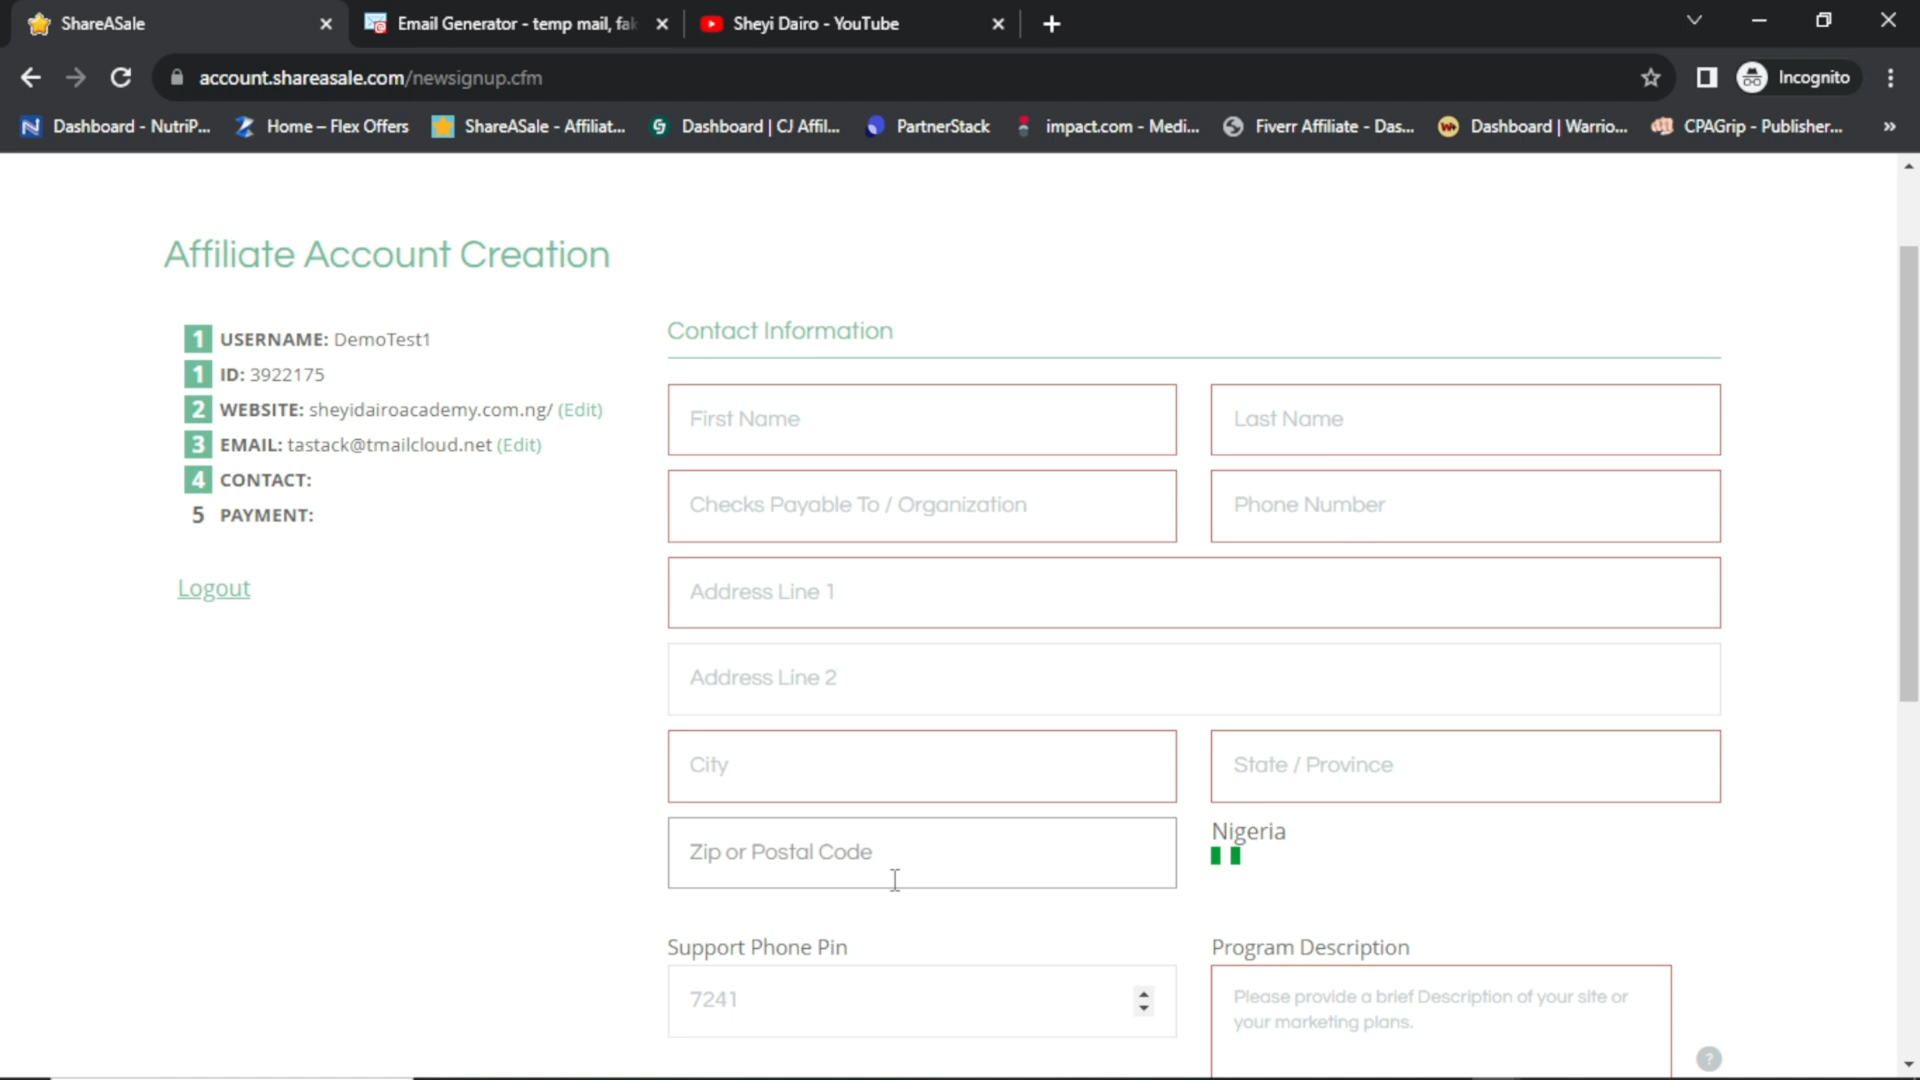 ShareASale
Email Generator - temp mail, fak
Sheyi Dairo - YouTube
account.shareasale.com/newsignup.cfm
Incognito
Dashboard - NutriP...
Home – Flex Offers
ShareASale - Affiliat...
Dashboard | CJ Affil...
PartnerStack
impact.com - Medi...
Fiverr Affiliate - Das...
Dashboard | Warrio...
CPAGrip - Publisher...
»
Affiliate Account Creation
1 USERNAME: DemoTest1
1 ID: 3922175
2 WEBSITE: sheyidairoacademy.com.ng/ (Edit)
3 EMAIL: tastack@tmailcloud.net (Edit)
4 CONTACT:
5 PAYMENT:
Logout
Contact Information
First Name
Last Name
Checks Payable To / Organization
Phone Number
Address Line 1
Address Line 2
City
State / Province
Zip or Postal Code
Nigeria
Support Phone Pin
7241
Program Description
Please provide a brief Description of your site or
your marketing plans.
?